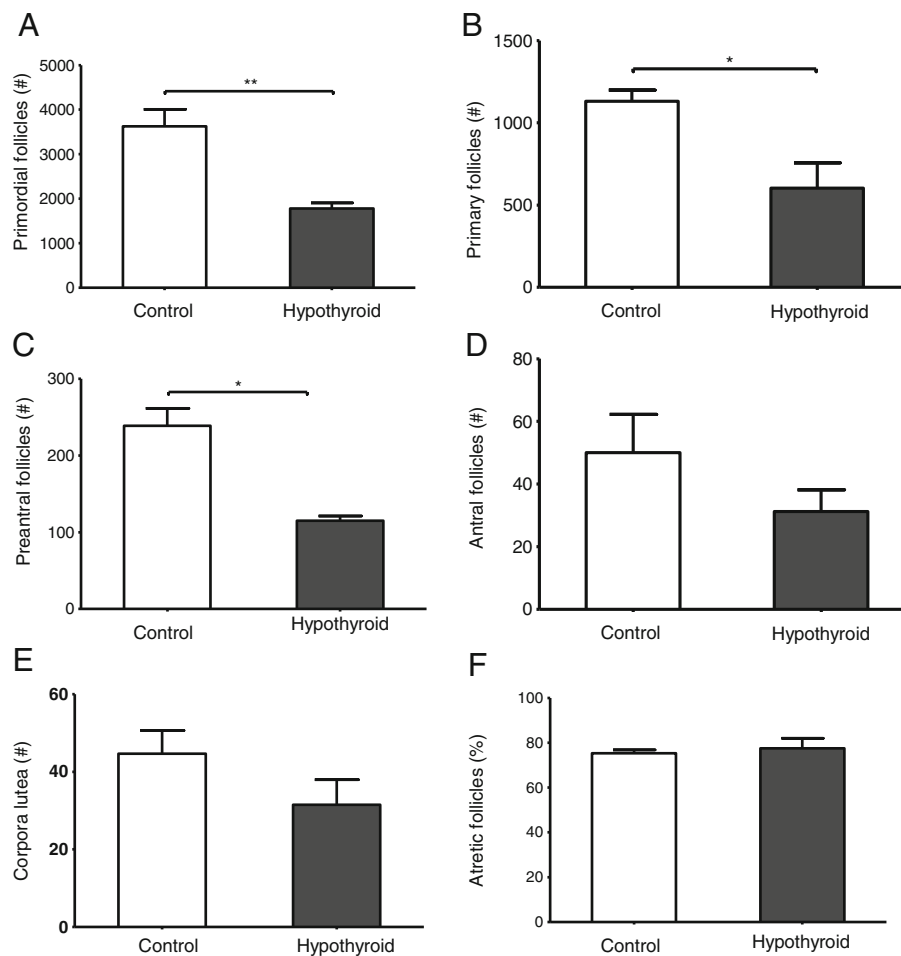 A
Primordial follicles (#)
5000
4000
3000
2000
1000
0
**
Control
Hypothyroid
B
Primary follicles (#)
1500
1000
500
0
*
Control
Hypothyroid
C
Preantral follicles (#)
300
200
100
0
*
Control
Hypothyroid
D
Antral follicles (#)
80
60
40
20
0
Control
Hypothyroid
E
Corpora lutea (#)
60
40
20
0
Control
Hypothyroid
F
Atretic follicles (%)
100
80
60
40
20
0
Control
Hypothyroid